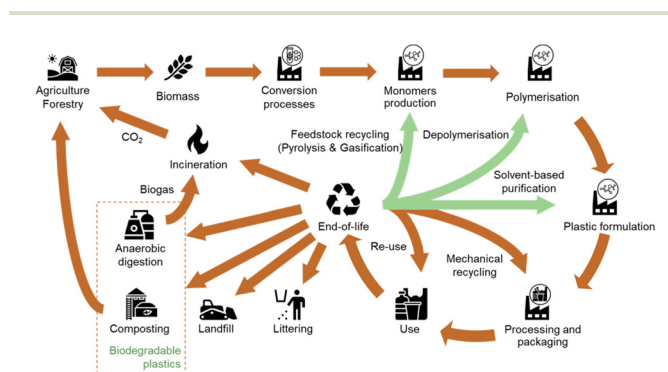 Agriculture
Forestry
Biomass
Conversion
processes
Monomers
production
Polymerisation
CO₂
Incineration
Feedstock recycling
(Pyrolysis & Gasification)
Depolymerisation
Solvent-based
purification
Biogas
Anaerobic
digestion
End-of-life
Plastic formulation
Re-use
Mechanical
recycling
Composting
Landfill
Littering
Use
Processing and
packaging
Biodegradable
plastics